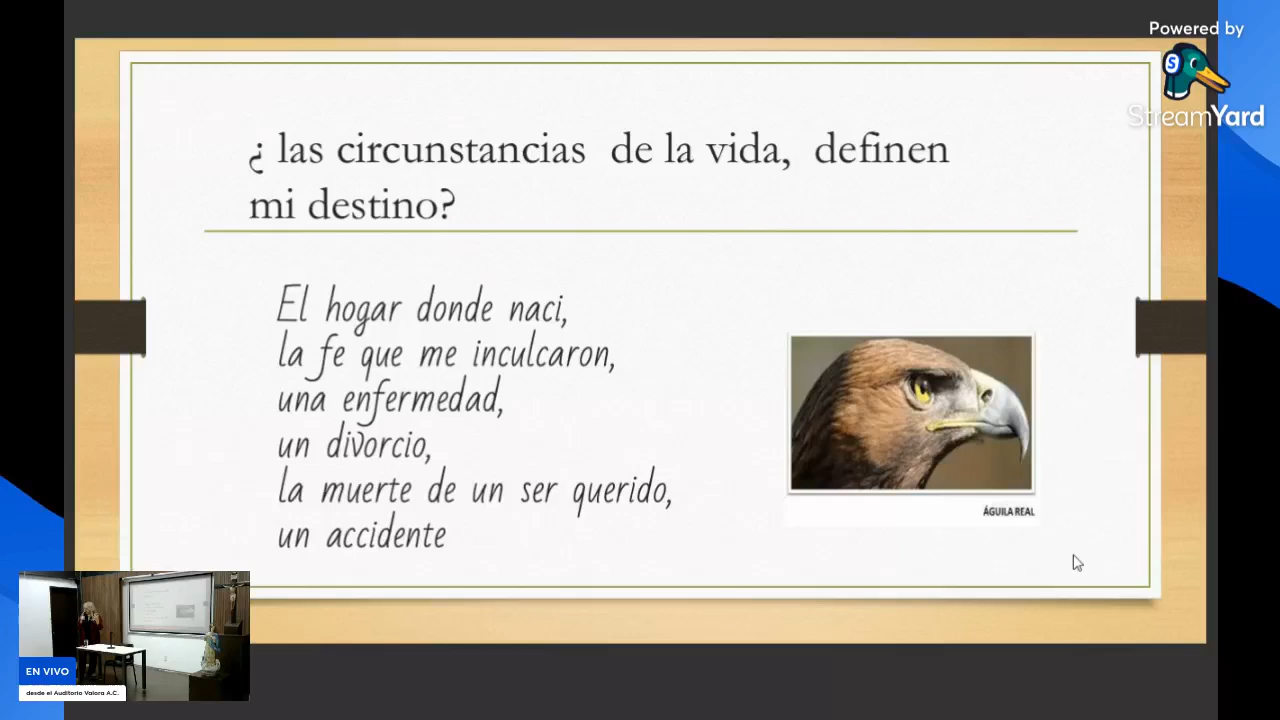 Powered by
StreamYard
¿ las circunstancias de la vida, definen
mi destino?
El hogar donde naci,
la fe que me inculcaron,
una enfermedad,
un divorcio,
la muerte de un ser querido,
un accidente
ÁGUILA REAL
EN VIVO
desde el Auditorio Valora A.C.